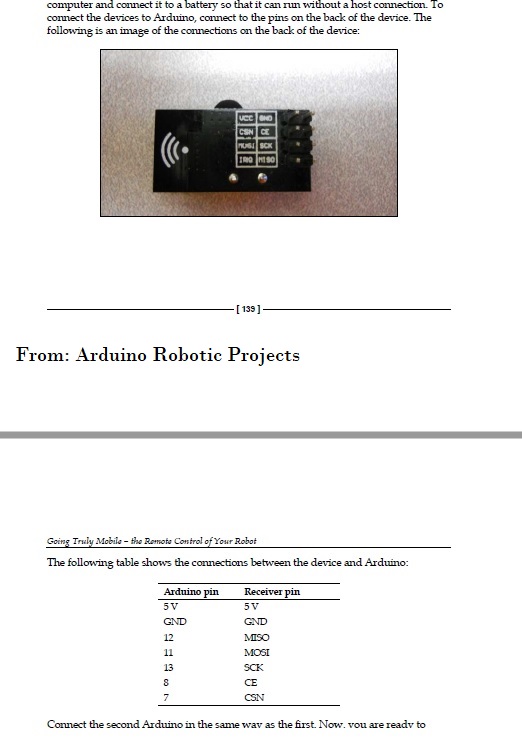 computer and connect it to a battery so that it can run without a host connection. To
connect the devices to Arduino, connect to the pins on the back of the device. The
following is an image of the connections on the back of the device:
VCC GND
CSN CE
MOSI SCK
IRQ MISO
[ 139 ]
From: Arduino Robotic Projects
Going Truly Mobile – the Remote Control of Your Robot
The following table shows the connections between the device and Arduino:
Arduino pin Receiver pin
5 V 5 V
GND GND
12 MISO
11 MOSI
13 SCK
8 CE
7 CSN
Connect the second Arduino in the same way as the first. Now, you are ready to